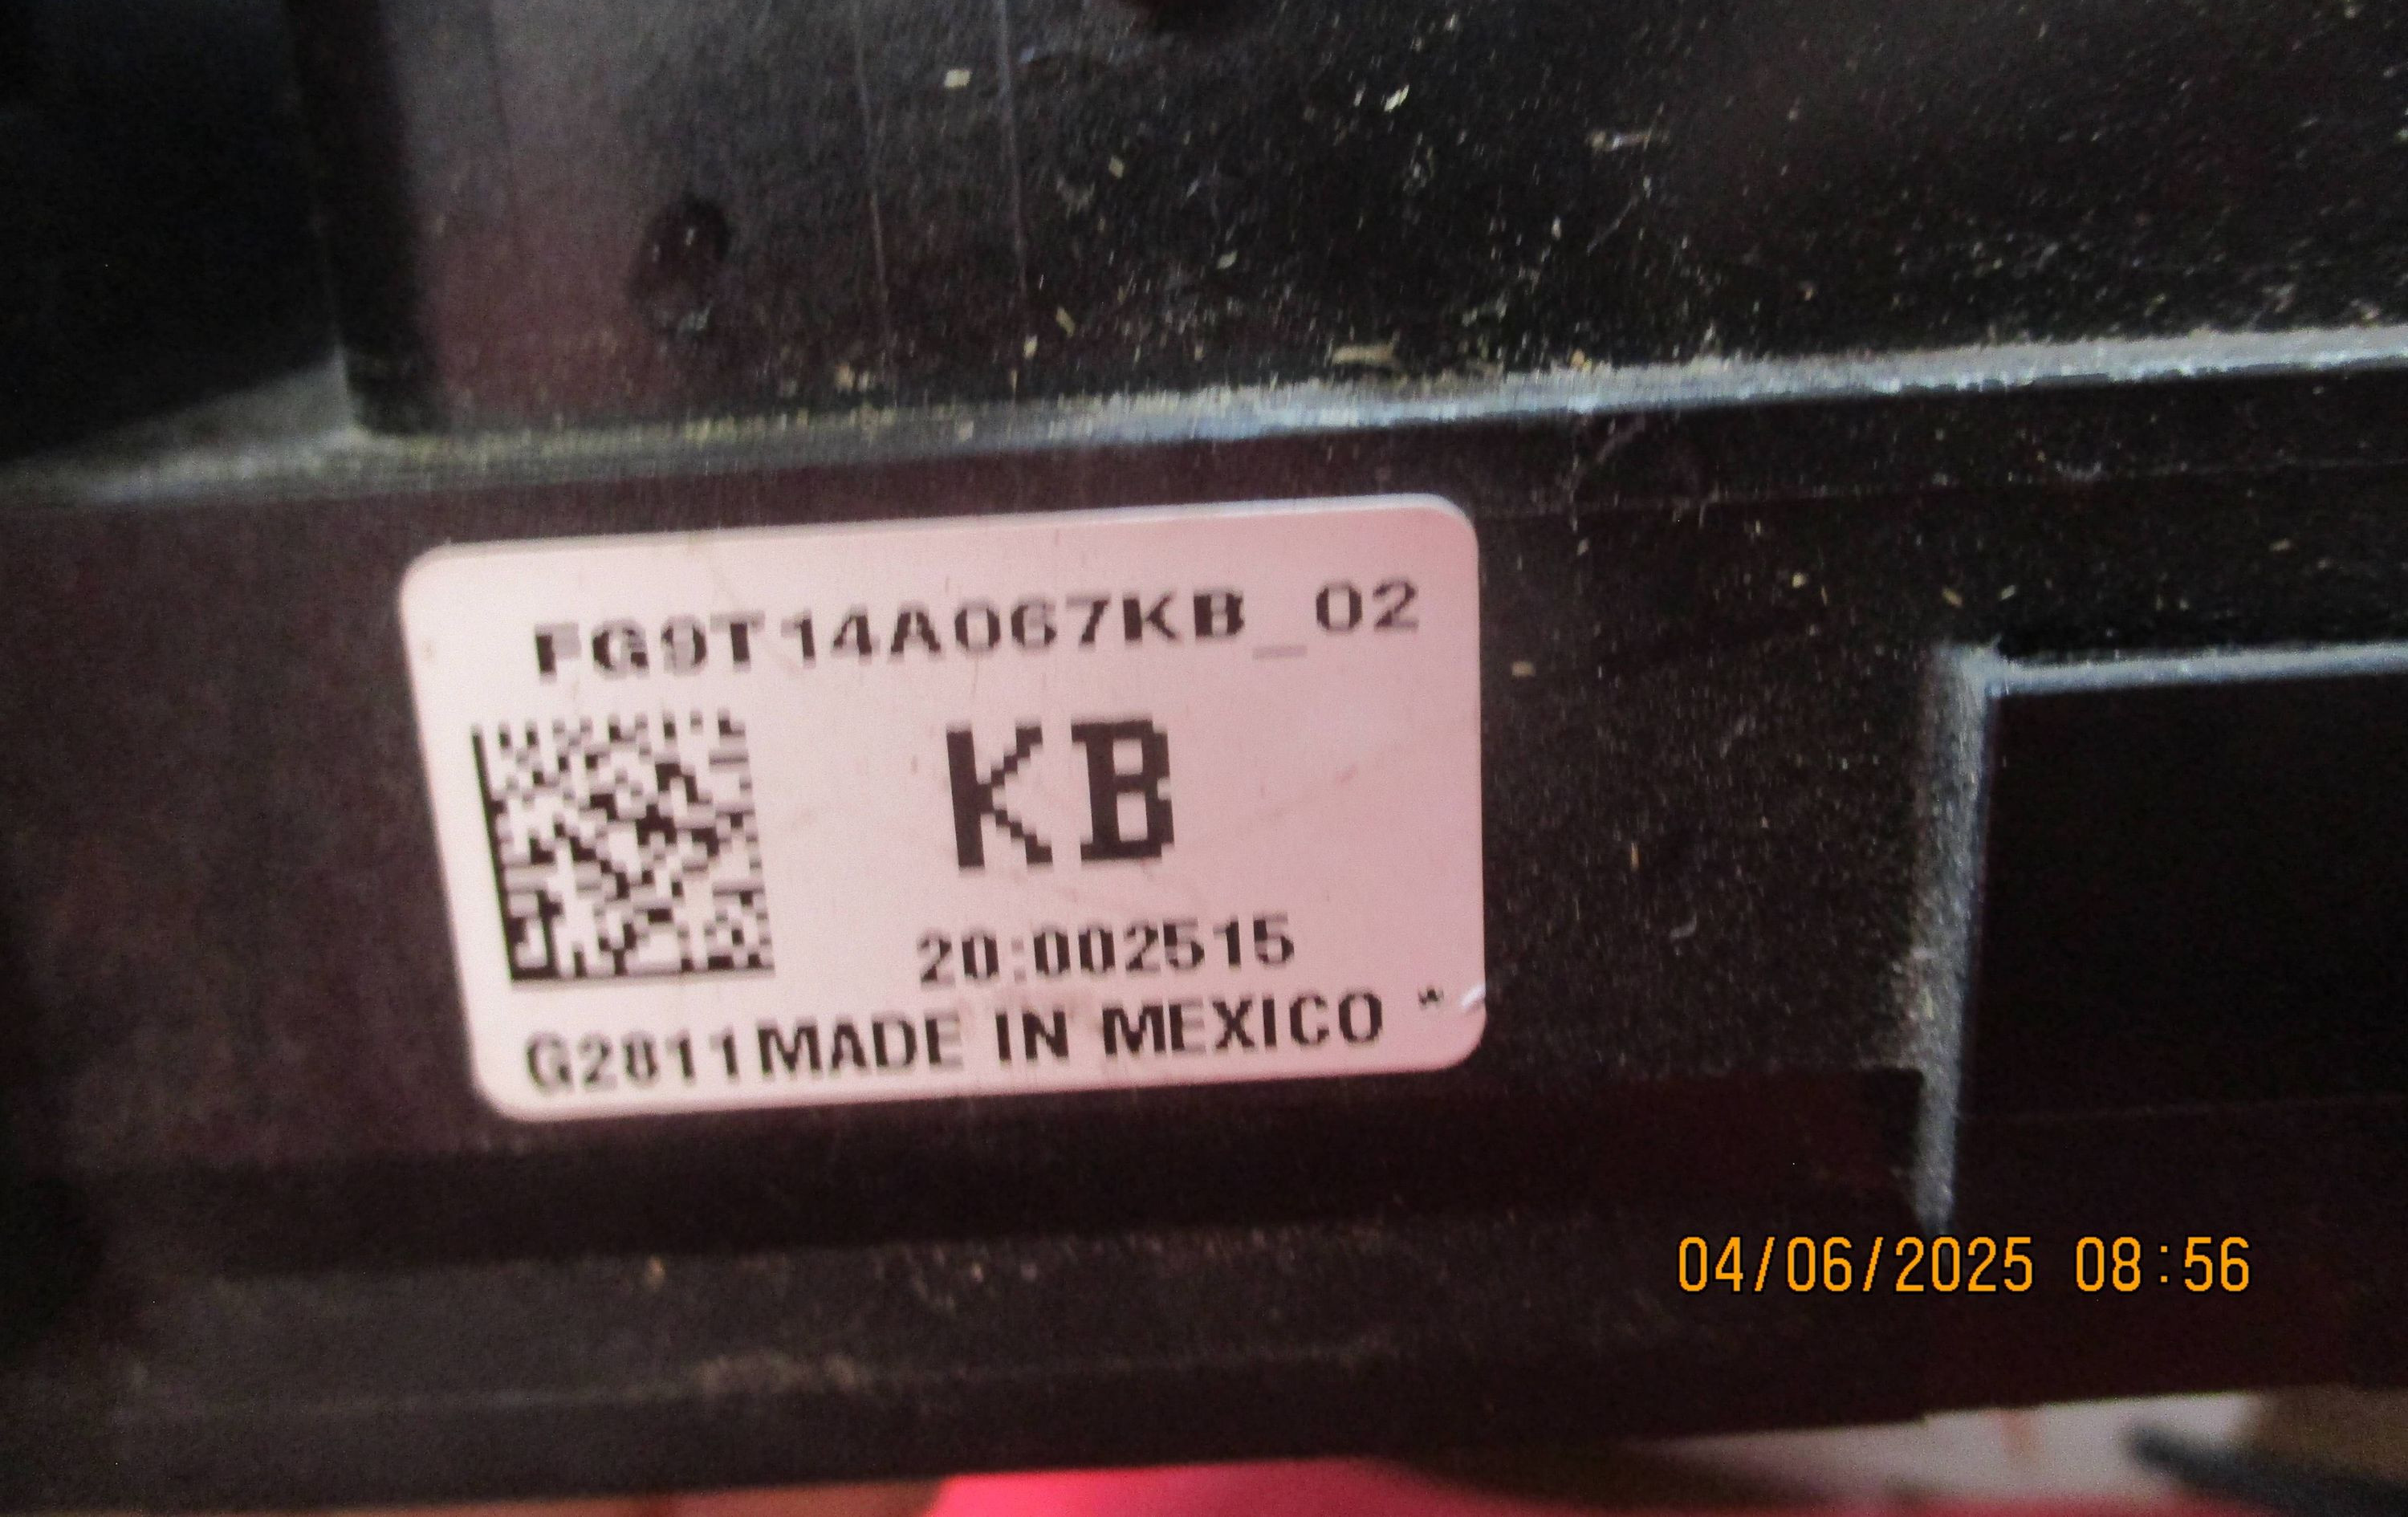 FG9T14A067KB_02
KB
20:002515
G2811MADE IN MEXICO *
04/06/2025 08:56